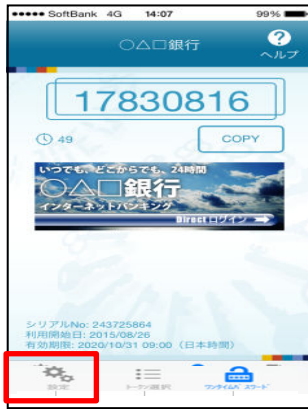 SoftBank 4G 14:07 99%
○△□銀行
ヘルプ
17830816
49
COPY
いつでも、どこからでも、24時間
○△□銀行
インターネットバンキング
Direct ログイン
シリアルNo: 243725864
利用開始日: 2015/08/26
有効期限: 2020/10/31 09:00 (日本時間)
設定 トークン選択 ワンタイムパスワード